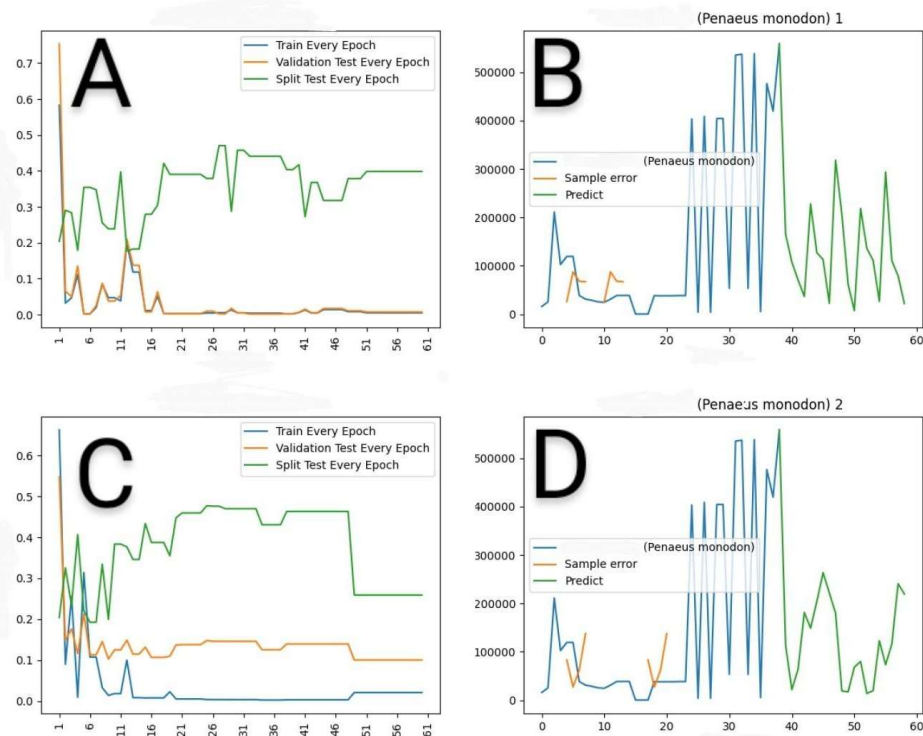 A
Train Every Epoch
Validation Test Every Epoch
Split Test Every Epoch
0.7
0.6
0.5
0.4
0.3
0.2
0.1
0.0
1 6 11 16 21 26 31 36 41 46 51 56 61
(Penaeus monodon) 1
B
(Penaeus monodon)
Sample error
Predict
500000
400000
300000
200000
100000
0
0 10 20 30 40 50 60
C
Train Every Epoch
Validation Test Every Epoch
Split Test Every Epoch
0.6
0.5
0.4
0.3
0.2
0.1
0.0
1 6 11 16 21 26 31 36 41 46 51 56 61
(Penaeus monodon) 2
D
(Penaeus monodon)
Sample error
Predict
500000
400000
300000
200000
100000
0
0 10 20 30 40 50 60